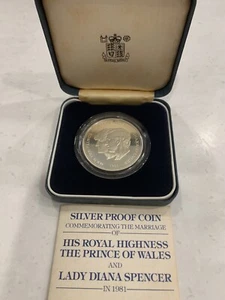 SILVER PROOF COIN
COMMEMORATING THE MARRIAGE
OF
HIS ROYAL HIGHNESS
THE PRINCE OF WALES
AND
LADY DIANA SPENCER
IN 1981